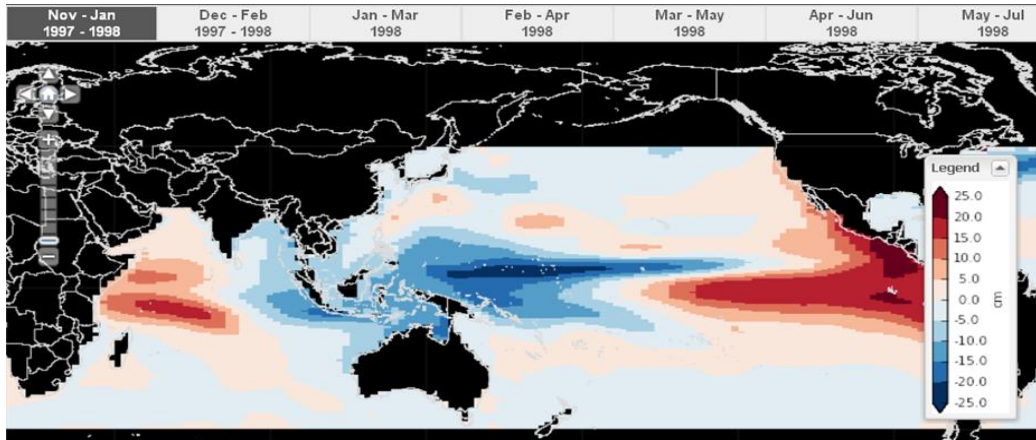 Nov - Jan
1997 - 1998
Dec - Feb
1997 - 1998
Jan - Mar
1998
Feb - Apr
1998
Mar - May
1998
Apr - Jun
1998
May - Jul
1998
Legend
25.0
20.0
15.0
10.0
5.0
0.0
-5.0
-10.0
-15.0
-20.0
-25.0
cm